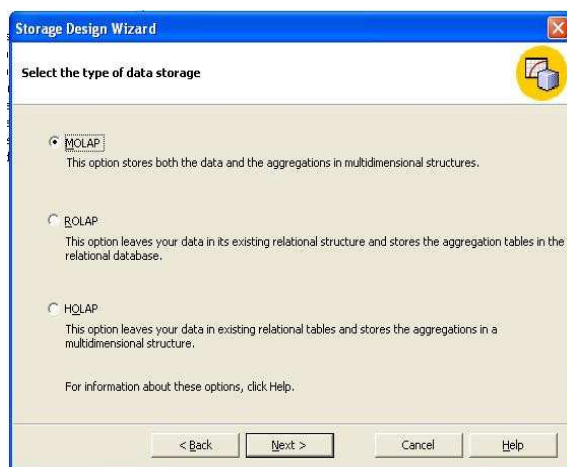 Storage Design Wizard
Select the type of data storage
MOLAP
This option stores both the data and the aggregations in multidimensional structures.
ROLAP
This option leaves your data in its existing relational structure and stores the aggregation tables in the
relational database.
HOLAP
This option leaves your data in existing relational tables and stores the aggregations in a
multidimensional structure.
For information about these options, click Help.
< Back
Next >
Cancel
Help